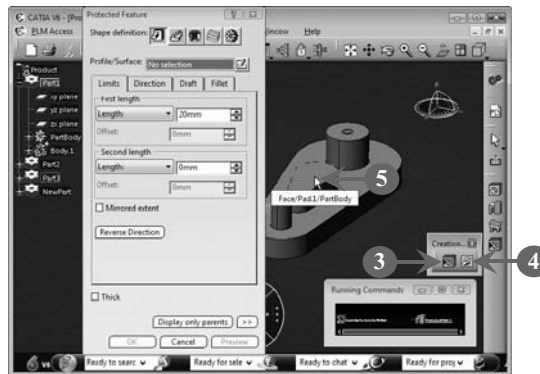 CATIA V6 - [Pro
Protected Feature
PLM Access
Window Help
Shape definition:
Profile/Surface: No selection
Limits Direction Draft Fillet
First length
Length: 20mm
Offset: 0mm
Second length
Length: 0mm
Offset: 0mm
Mirrored extent
Reverse Direction
Thick
Display only parents >>
OK Cancel Preview
Product
Part1
xy plane
yz plane
zx plane
PartBody
Body.1
Part2
Part3
NewPart
5
Face/Pad.1/PartBody
Creation...
3
4
Running Commands
V6
Ready to searc
Ready for sele
Ready to chat
Ready for proj